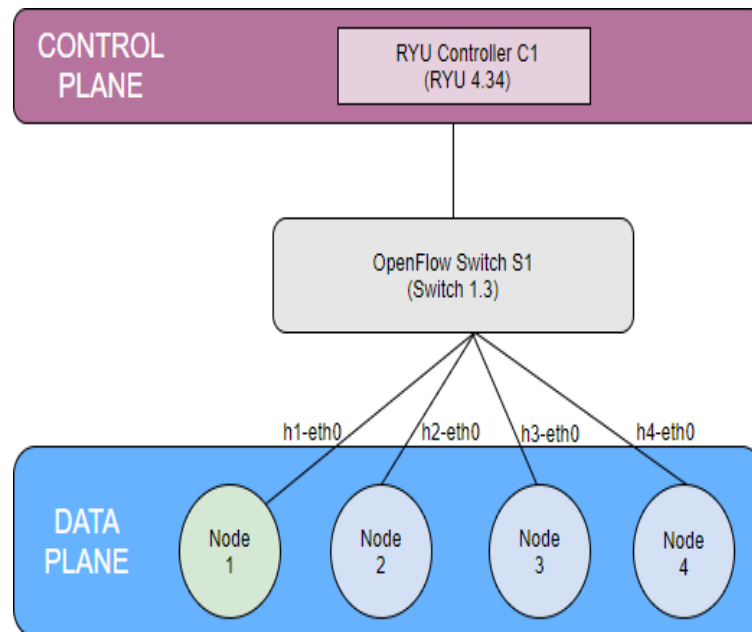 CONTROL
PLANE
RYU Controller C1
(RYU 4.34)
OpenFlow Switch S1
(Switch 1.3)
h1-eth0
h2-eth0
h3-eth0
h4-eth0
DATA
PLANE
Node
1
Node
2
Node
3
Node
4